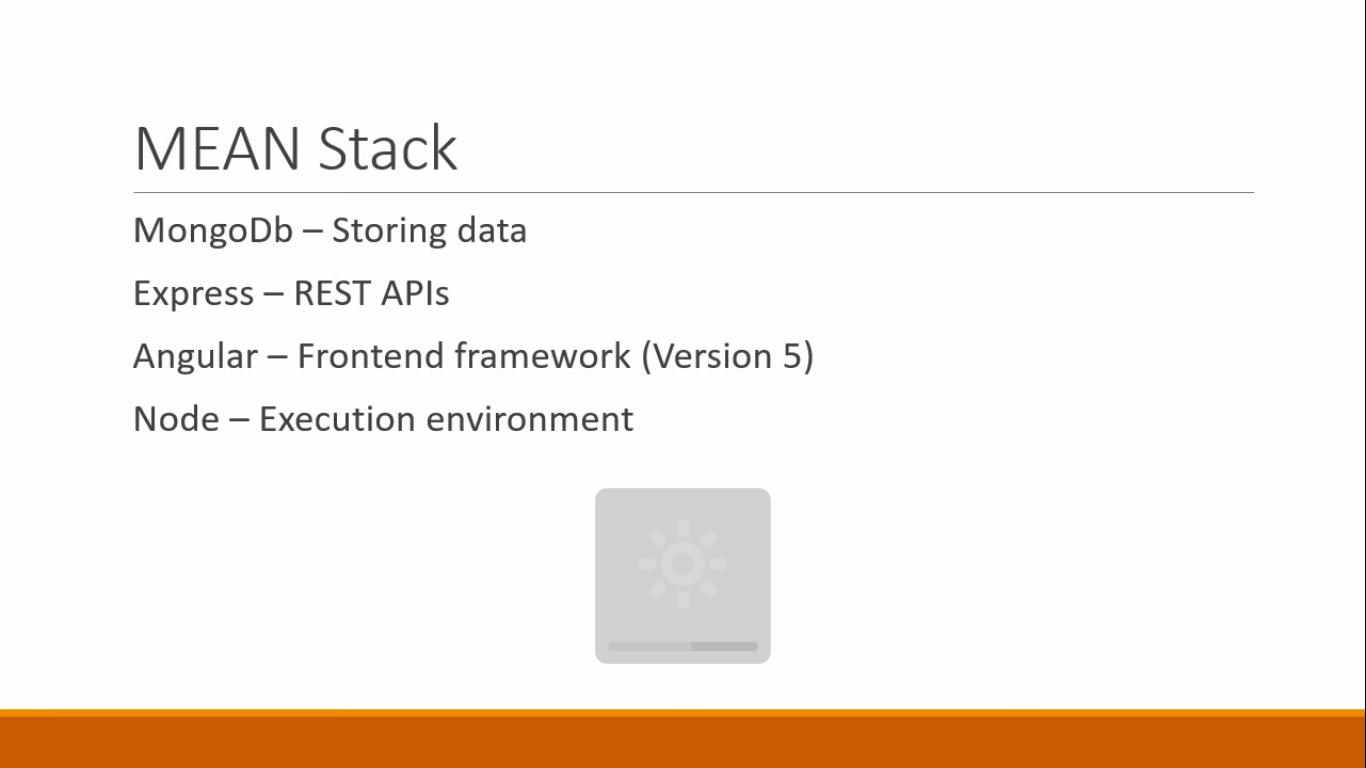 MEAN Stack
MongoDb – Storing data
Express – REST APIs
Angular – Frontend framework (Version 5)
Node – Execution environment